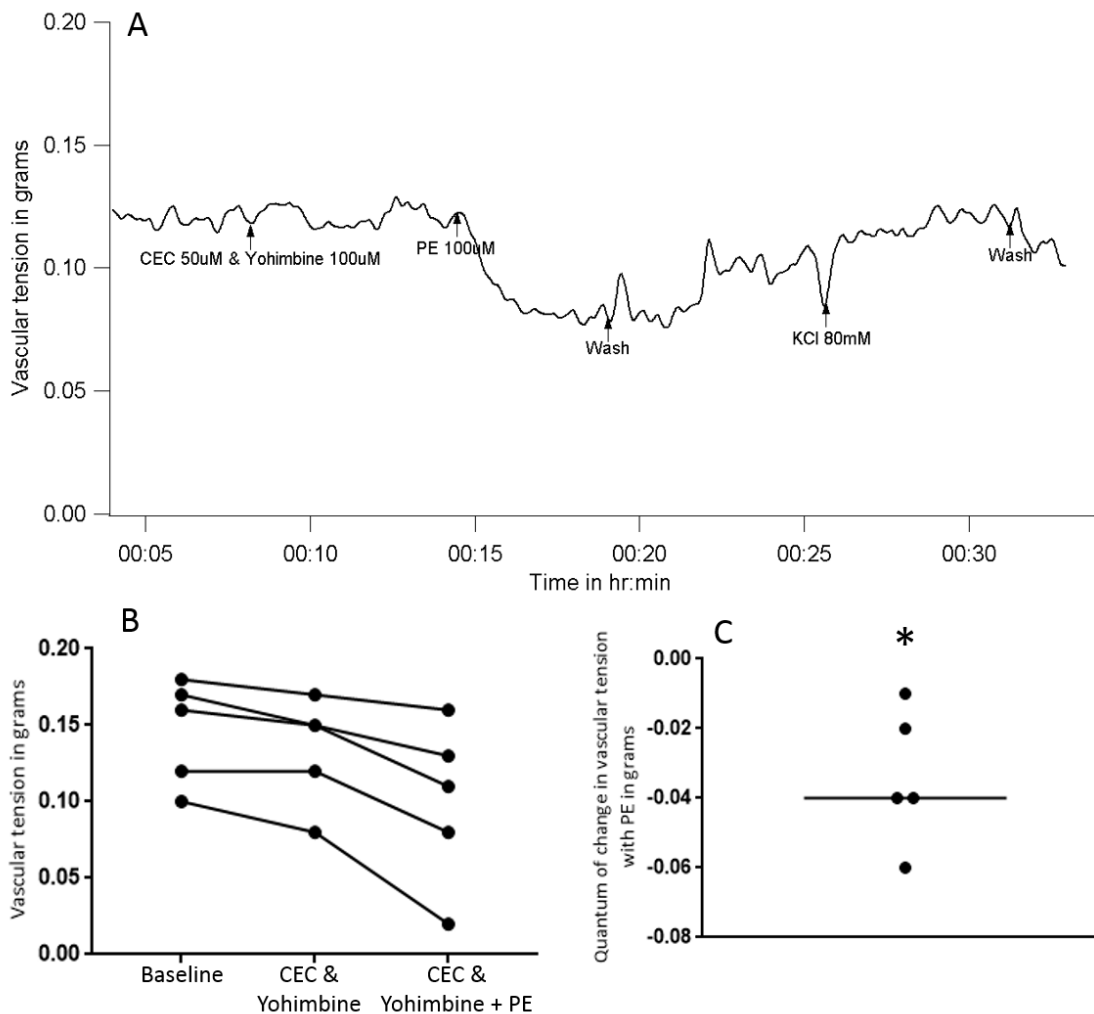 A
0.20
0.15
0.10
0.05
0.00
Vascular tension in grams
CEC 50uM & Yohimbine 100uM
PE 100uM
Wash
KCl 80mM
Wash
00:05 00:10 00:15 00:20 00:25 00:30
Time in hr:min
B
0.20
0.15
0.10
0.05
0.00
Vascular tension in grams
Baseline
CEC &
Yohimbine
CEC &
Yohimbine + PE
C
*
0.00
-0.02
-0.04
-0.06
-0.08
Quantum of change in vascular tension
with PE in grams